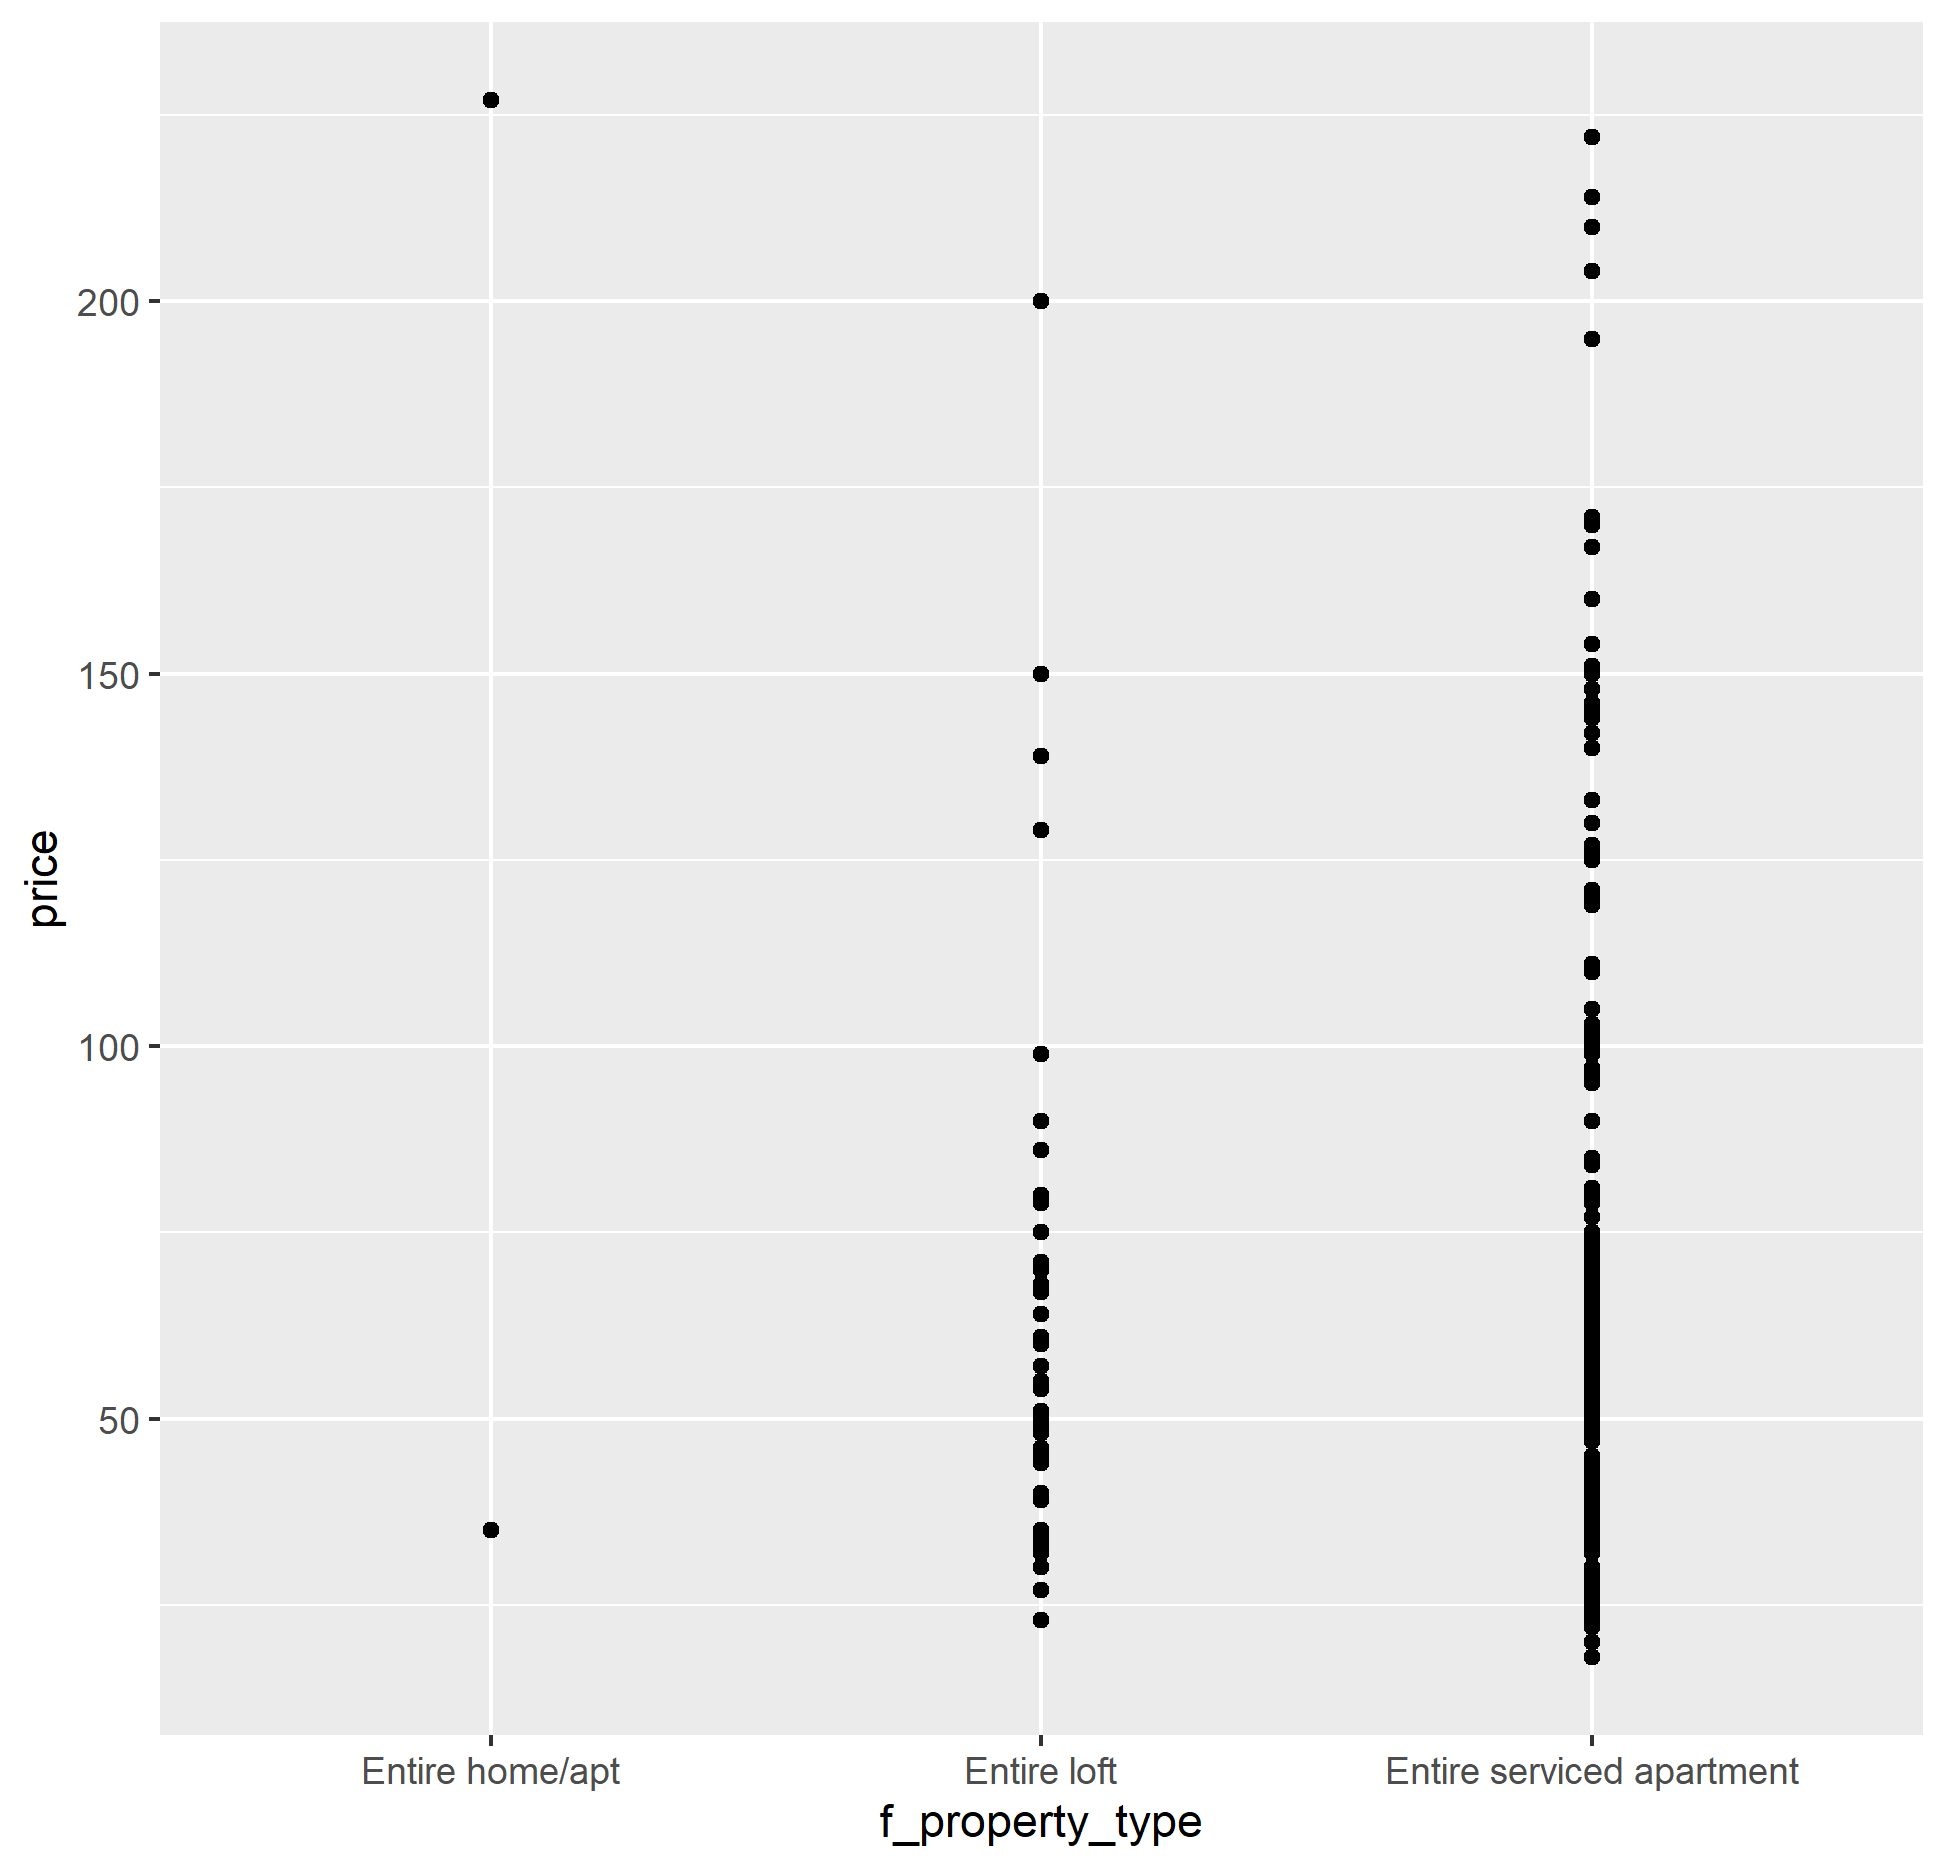 price
200
150
100
50
Entire home/apt
Entire loft
Entire serviced apartment
f_property_type